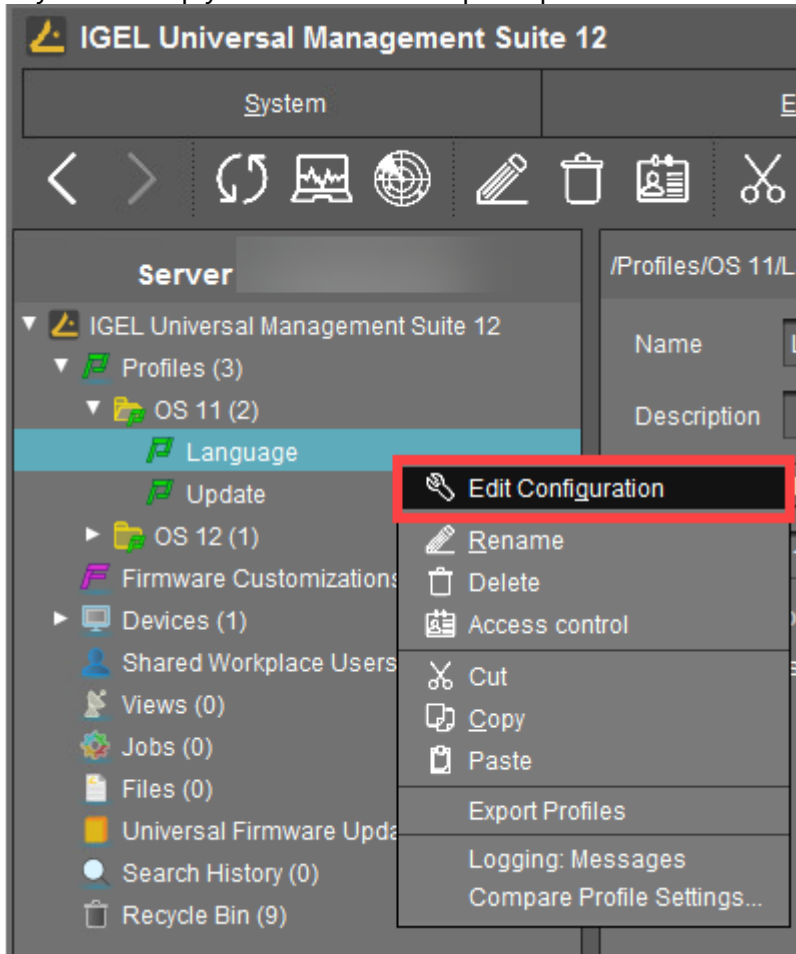 IGEL Universal Management Suite 12
System
E
Server
/Profiles/OS 11/L
IGEL Universal Management Suite 12
Name
Profiles (3)
OS 11 (2)
Description
Language
Edit Configuration
Update
OS 12 (1)
Rename
Firmware Customizations
Delete
Devices (1)
Access control
Shared Workplace Users
Cut
Views (0)
Copy
Jobs (0)
Paste
Files (0)
Export Profiles
Universal Firmware Upda
Logging: Messages
Search History (0)
Compare Profile Settings...
Recycle Bin (9)